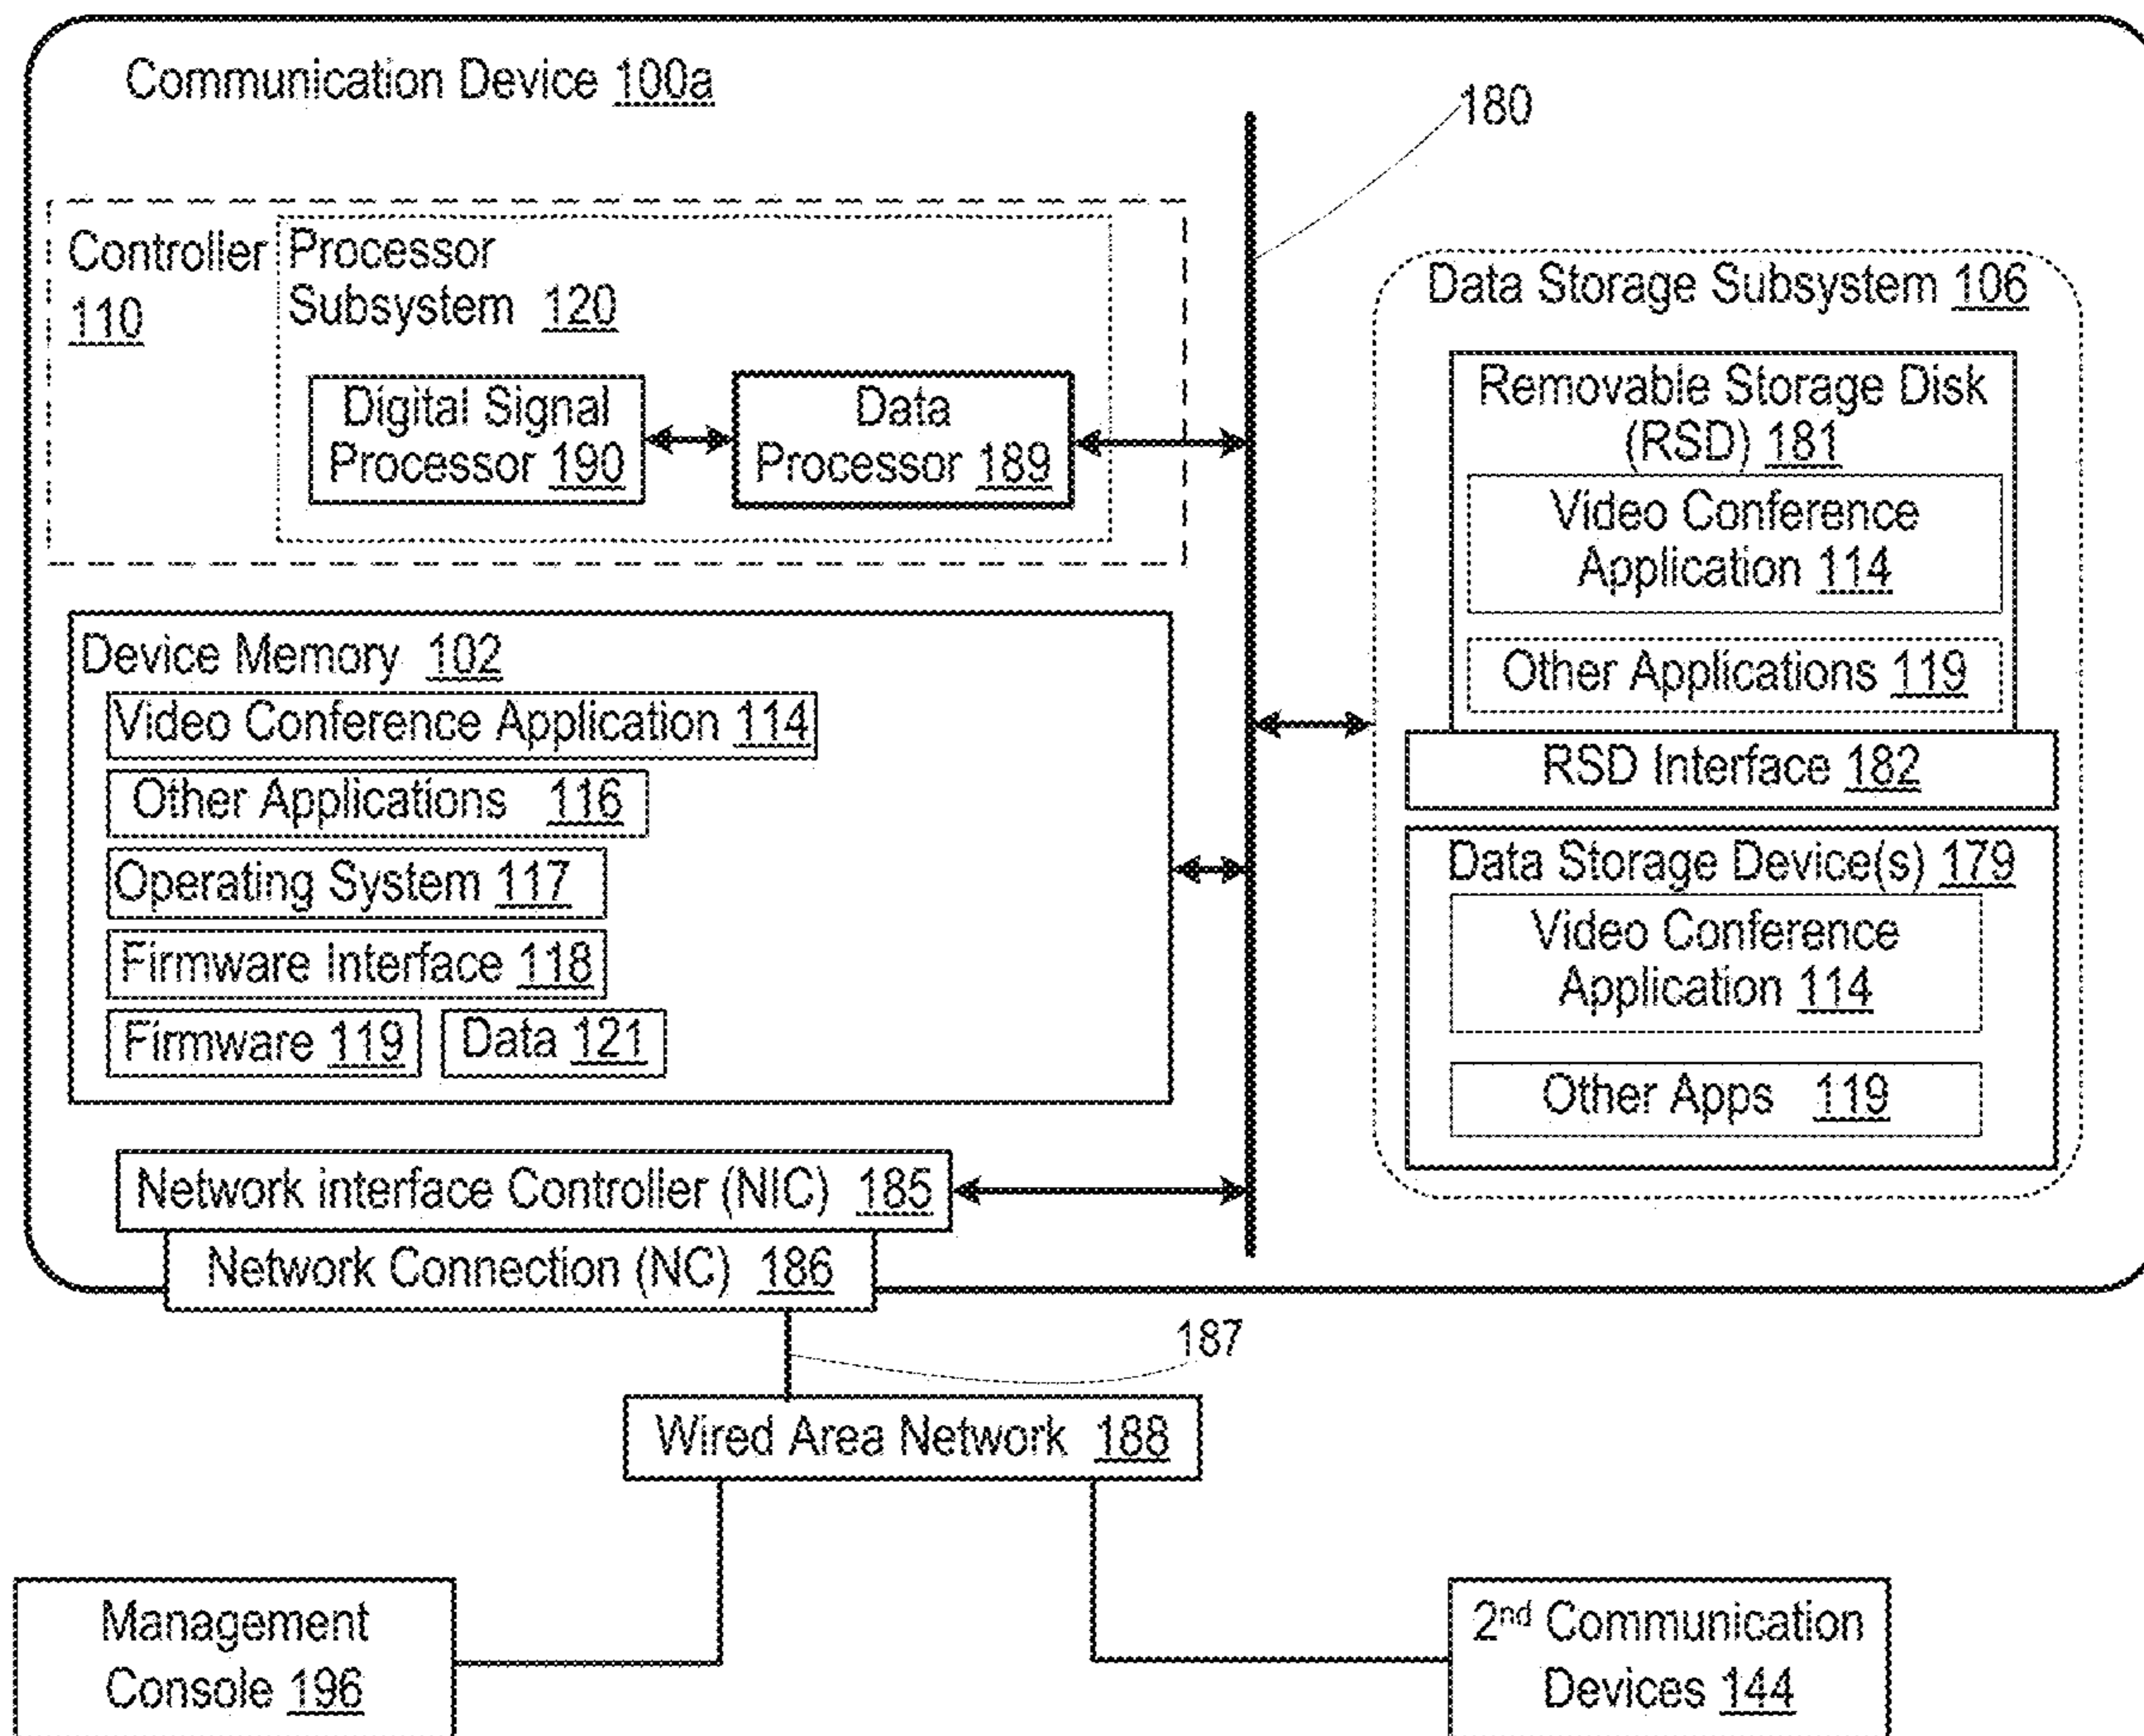 Communication Device 100a
180
Controller
110
Processor
Subsystem 120
Digital Signal
Processor 190
Data
Processor 189
Data Storage Subsystem 106
Removable Storage Disk
(RSD) 181
Video Conference
Application 114
Other Applications 119
RSD Interface 182
Data Storage Device(s) 179
Video Conference
Application 114
Other Apps 119
Device Memory 102
Video Conference Application 114
Other Applications 116
Operating System 117
Firmware Interface 118
Firmware 119
Data 121
Network interface Controller (NIC) 185
Network Connection (NC) 186
187
Wired Area Network 188
Management
Console 196
2nd Communication
Devices 144